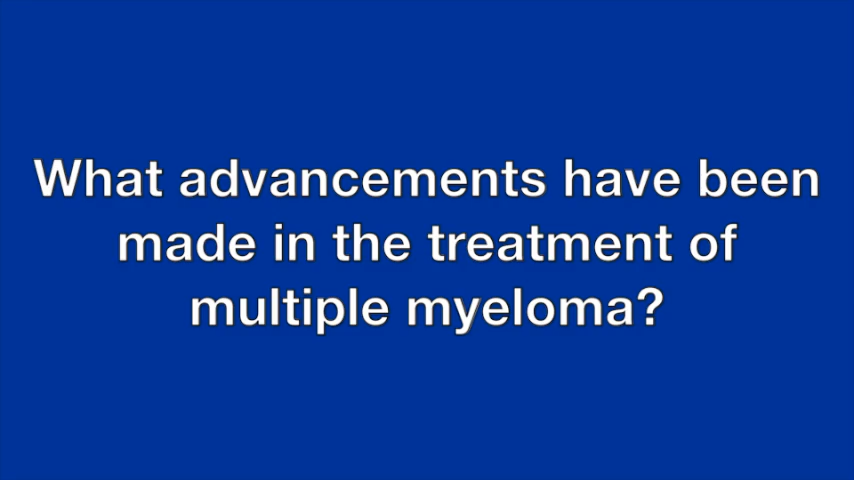 What advancements have been
made in the treatment of
multiple myeloma?